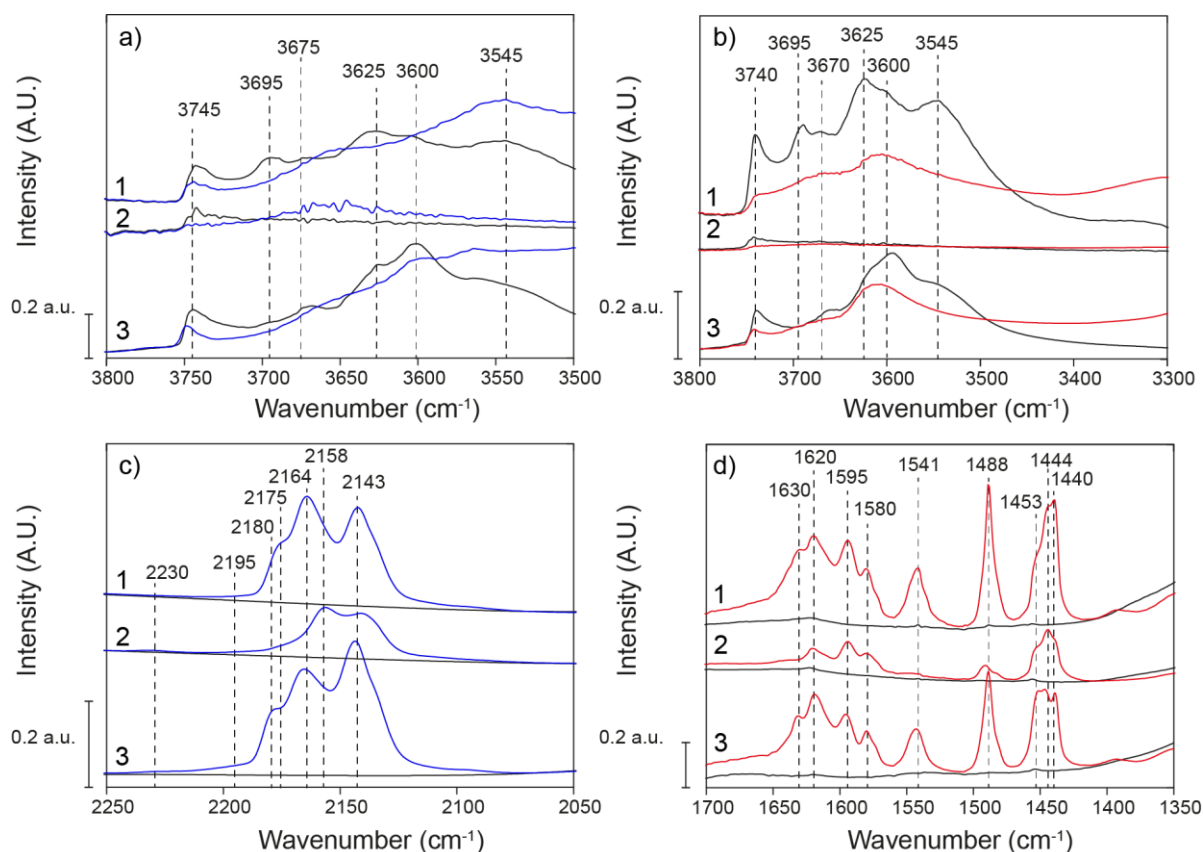 a)
3675
3695
3625 3600
3545
3745
1
2
3
Intensity (A.U.)
0.2 a.u.
3800 3750 3700 3650 3600 3550 3500
Wavenumber (cm⁻¹)
b)
3625
3695
3545
3670
3600
3740
1
2
3
Intensity (A.U.)
0.2 a.u.
3800 3700 3600 3500 3400 3300
Wavenumber (cm⁻¹)
c)
2158
2164
2143
2175
2180
2195
2230
1
2
3
Intensity (A.U.)
0.2 a.u.
2250 2200 2150 2100 2050
Wavenumber (cm⁻¹)
d)
1620
1595
1541
1488
1444
1630
1453
1440
1580
1
2
3
Intensity (A.U.)
0.2 a.u.
1700 1650 1600 1550 1500 1450 1400 1350
Wavenumber (cm⁻¹)